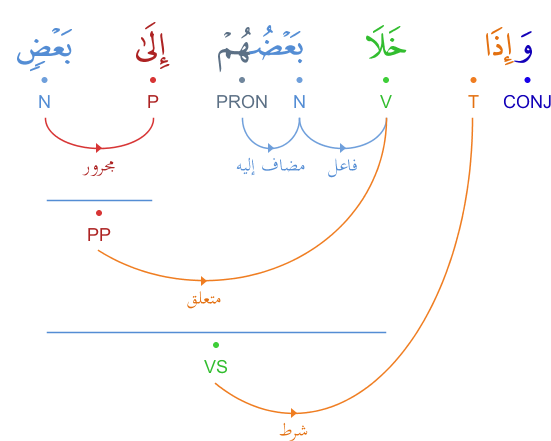 وَإِذَا خَلَا بَعْضُهُمْ إِلَىٰ بَعْضٍ
CONJ T V N PRON P N
فاعل مضاف إليه مجرور
PP
متعلق
VS
شرط